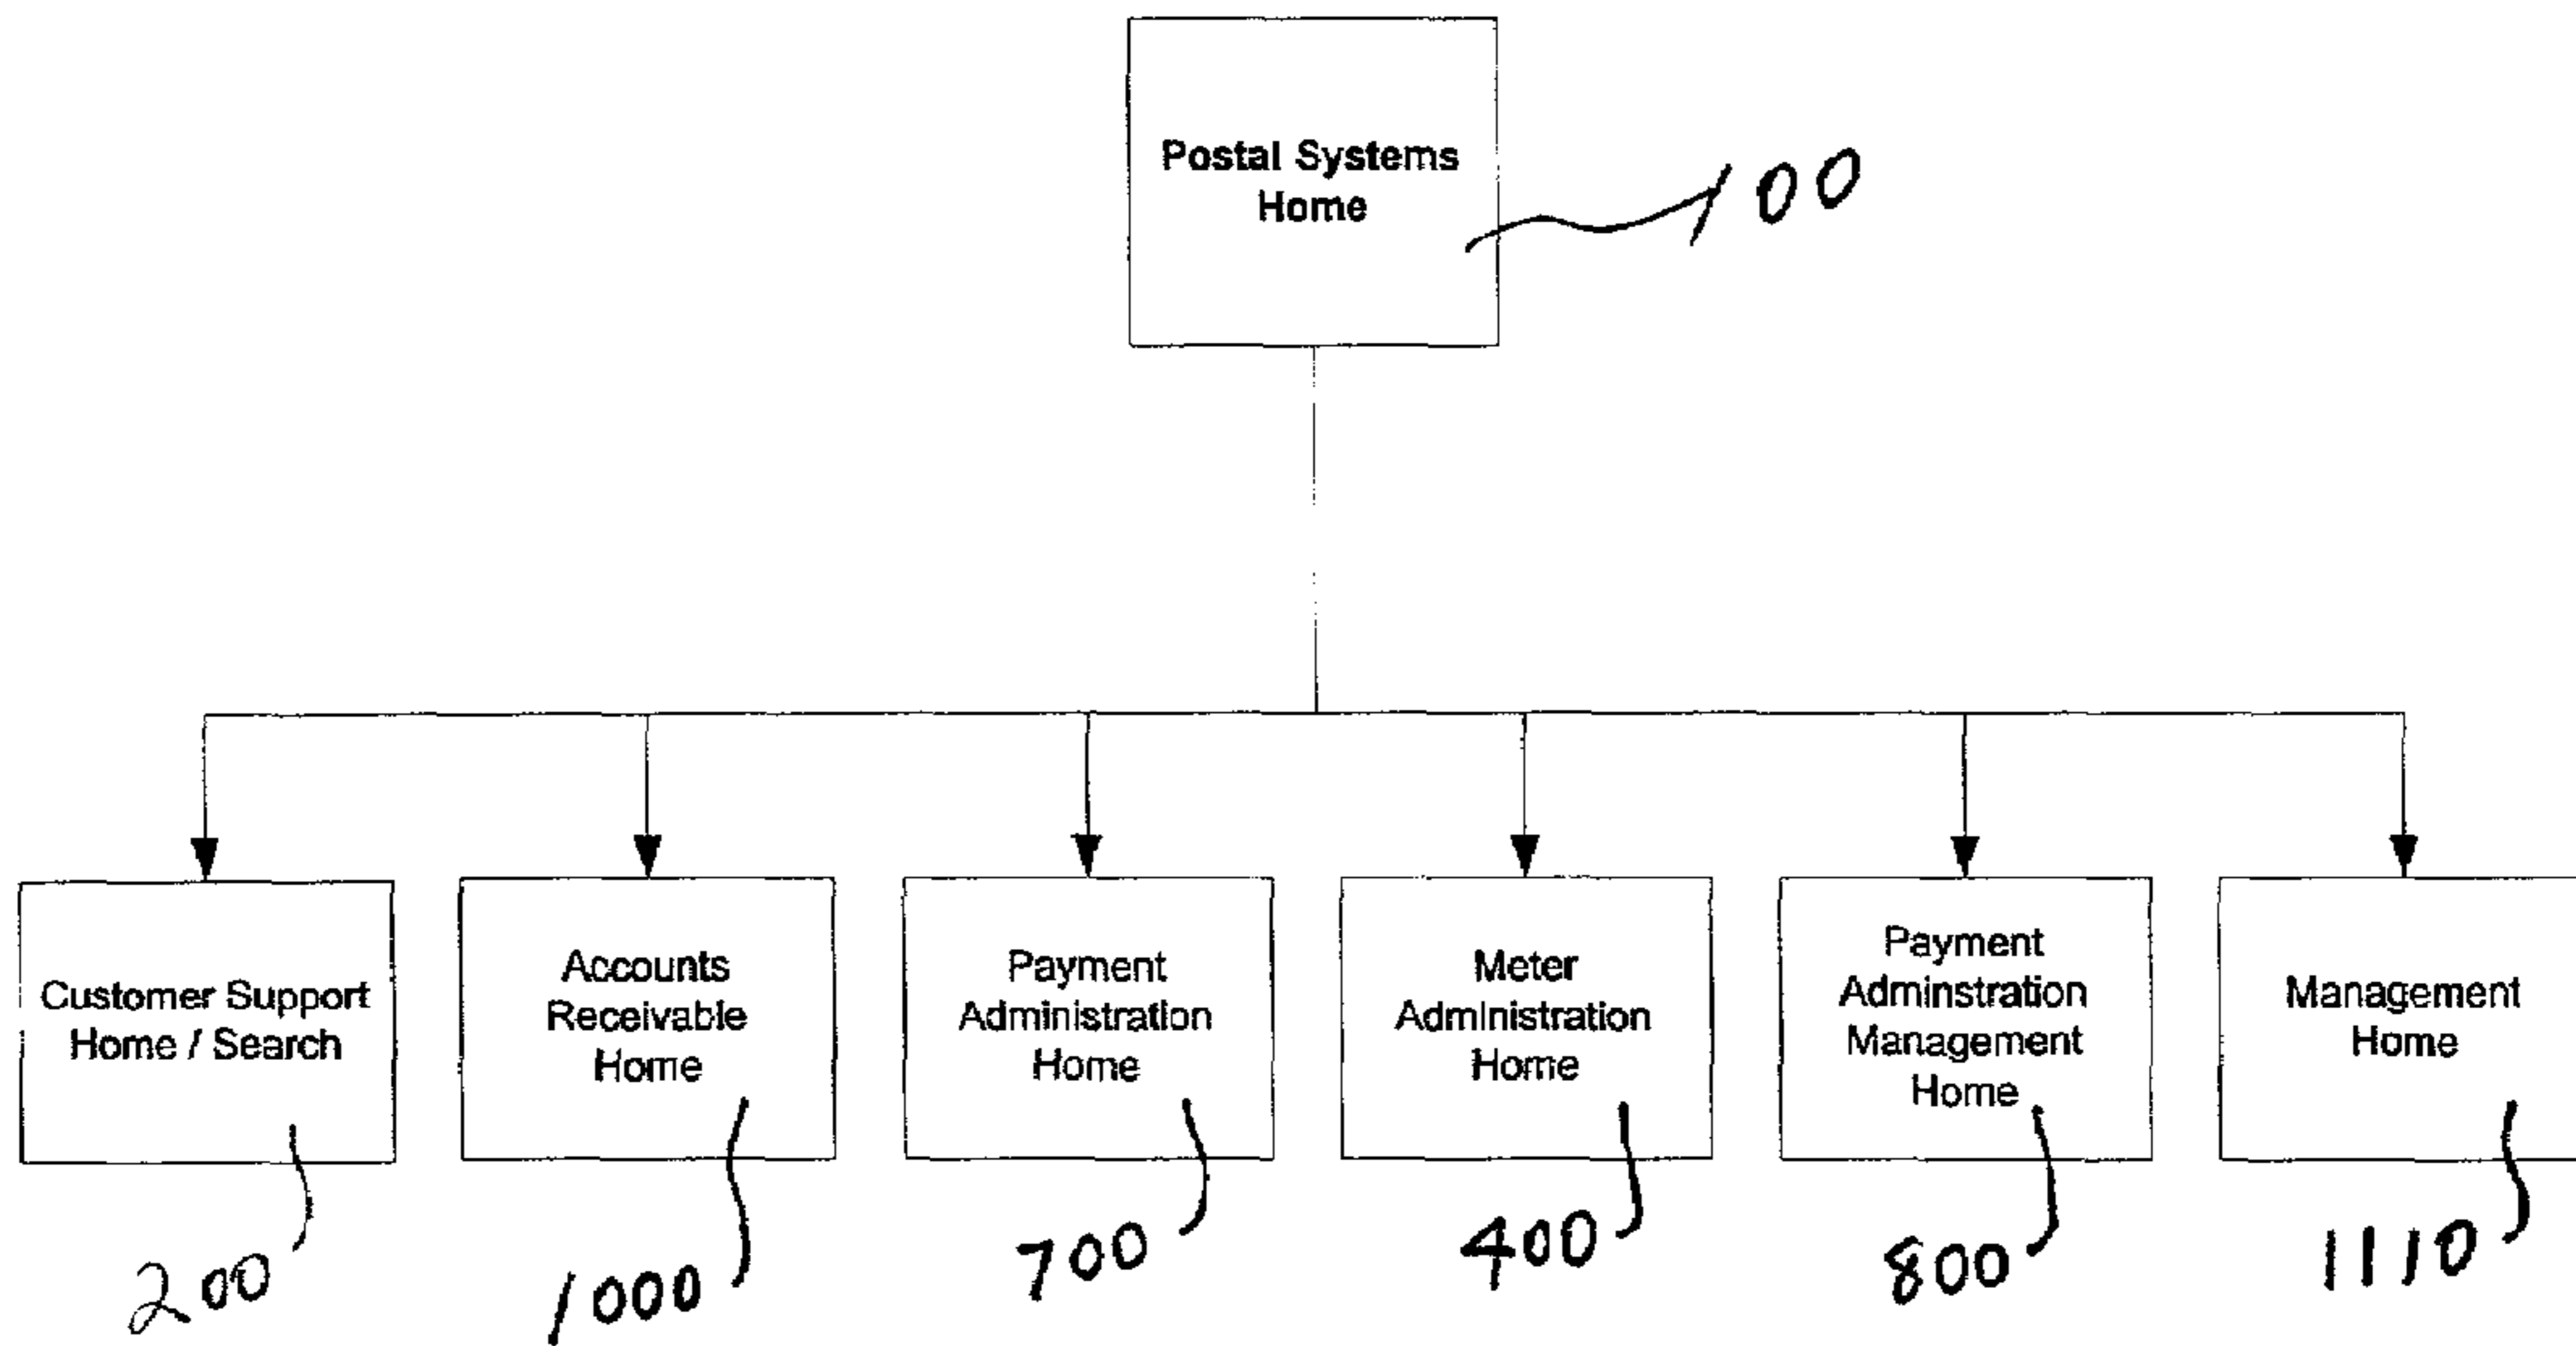 Postal Systems
Home
100
Customer Support
Home / Search
200
Accounts
Receivable
Home
1000
Payment
Administration
Home
700
Meter
Administration
Home
400
Payment
Adminstration
Management
Home
800
Management
Home
1110